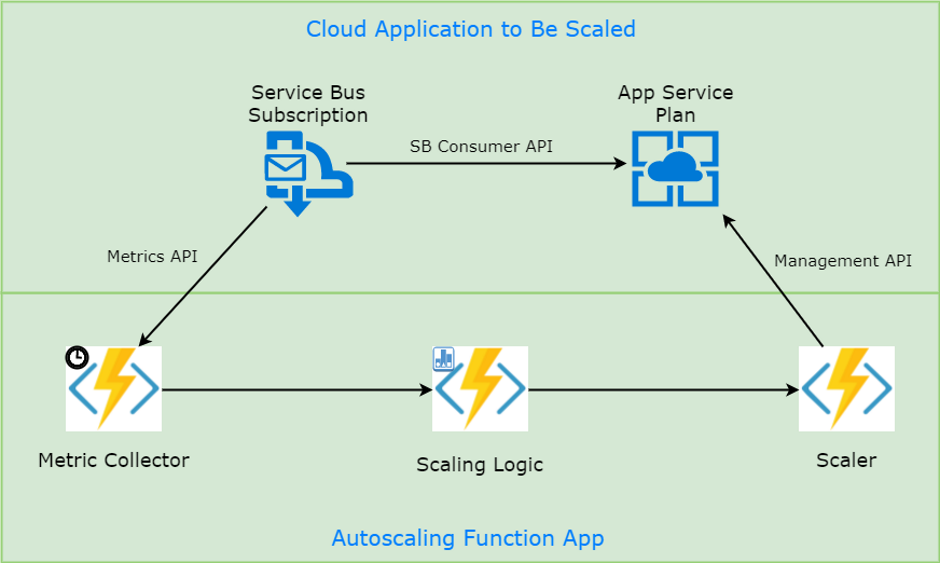 Cloud Application to Be Scaled
Service Bus
Subscription
App Service
Plan
SB Consumer API
Metrics API
Management API
Metric Collector
Scaling Logic
Scaler
Autoscaling Function App